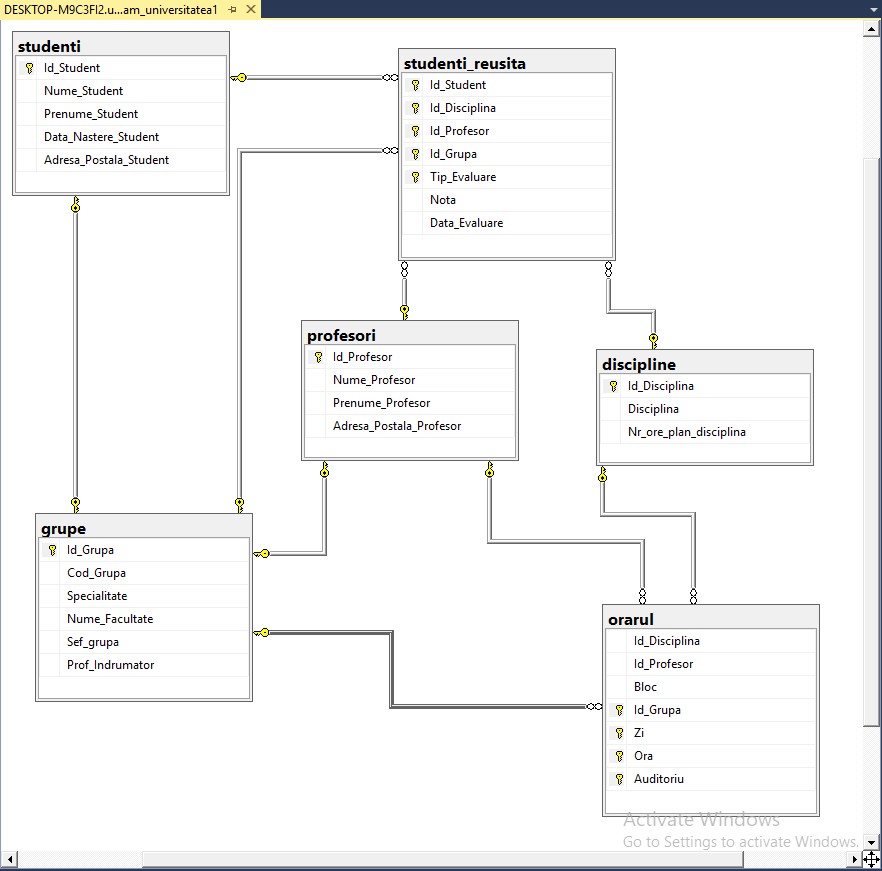 DESKTOP-M9C3FI2.u...am_universitatea1
studenti
Id_Student
Nume_Student
Prenume_Student
Data_Nastere_Student
Adresa_Postala_Student
studenti_reusita
Id_Student
Id_Disciplina
Id_Profesor
Id_Grupa
Tip_Evaluare
Nota
Data_Evaluare
profesori
Id_Profesor
Nume_Profesor
Prenume_Profesor
Adresa_Postala_Profesor
discipline
Id_Disciplina
Disciplina
Nr_ore_plan_disciplina
grupe
Id_Grupa
Cod_Grupa
Specialitate
Nume_Facultate
Sef_grupa
Prof_Indrumator
orarul
Id_Disciplina
Id_Profesor
Bloc
Id_Grupa
Zi
Ora
Auditoriu
Activate Windows
Go to Settings to activate Windows.